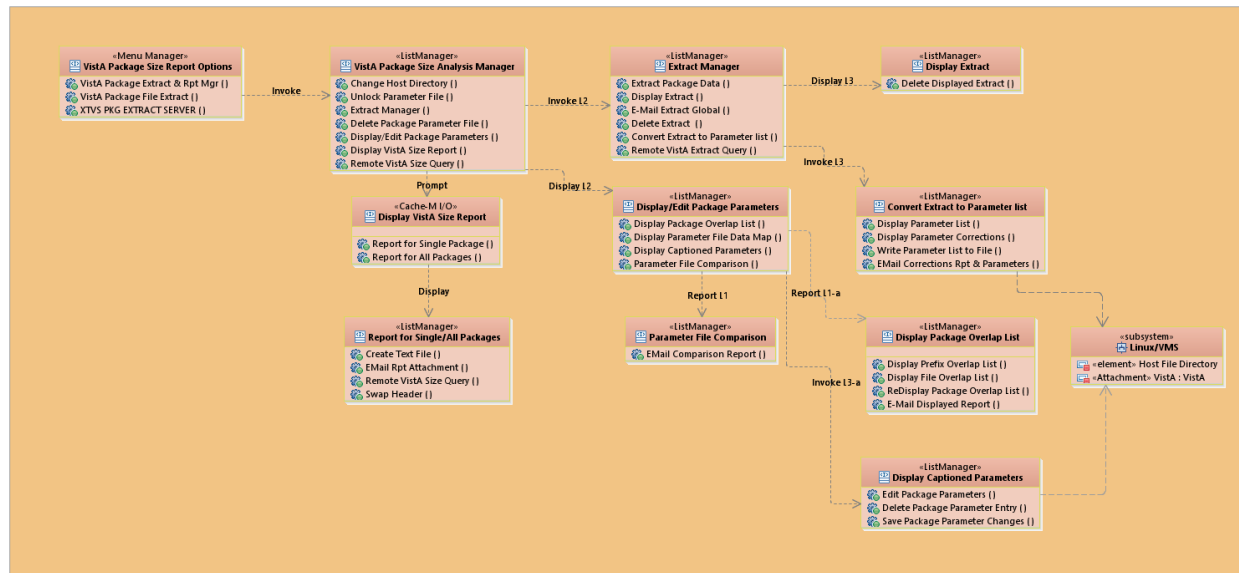 «Menu Manager»
VistA Package Size Report Options
VistA Package Extract & Rpt Mgr ()
VistA Package File Extract ()
XTVS PKG EXTRACT SERVER ()
Invoke
«ListManager»
VistA Package Size Analysis Manager
Change Host Directory ()
Unlock Parameter File ()
Extract Manager ()
Delete Package Parameter File ()
Display/Edit Package Parameters ()
Display VistA Size Report ()
Remote VistA Size Query ()
Invoke L2
«ListManager»
Extract Manager
Extract Package Data ()
Display Extract ()
E-Mail Extract Global ()
Delete Extract ()
Convert Extract to Parameter list ()
Remote VistA Extract Query ()
Display L3
«ListManager»
Display Extract
Delete Displayed Extract ()
Invoke L3
Prompt
Display L2
«Cache-M I/O»
Display VistA Size Report
Report for Single Package ()
Report for All Packages ()
«ListManager»
Display/Edit Package Parameters
Display Package Overlap List ()
Display Parameter File Data Map ()
Display Captioned Parameters ()
Parameter File Comparison ()
«ListManager»
Convert Extract to Parameter list
Display Parameter List ()
Display Parameter Corrections ()
Write Parameter List to File ()
EMail Corrections Rpt & Parameters ()
Display
Report L1
Report L1-a
«ListManager»
Report for Single/All Packages
Create Text File ()
EMail Rpt Attachment ()
Remote VistA Size Query ()
Swap Header ()
«ListManager»
Parameter File Comparison
EMail Comparison Report ()
«ListManager»
Display Package Overlap List
Display Prefix Overlap List ()
Display File Overlap List ()
ReDisplay Package Overlap List ()
E-Mail Displayed Report ()
«subsystem»
Linux/VMS
«element» Host File Directory
«Attachment» VistA : VistA
Invoke L3-a
«ListManager»
Display Captioned Parameters
Edit Package Parameters ()
Delete Package Parameter Entry ()
Save Package Parameter Changes ()